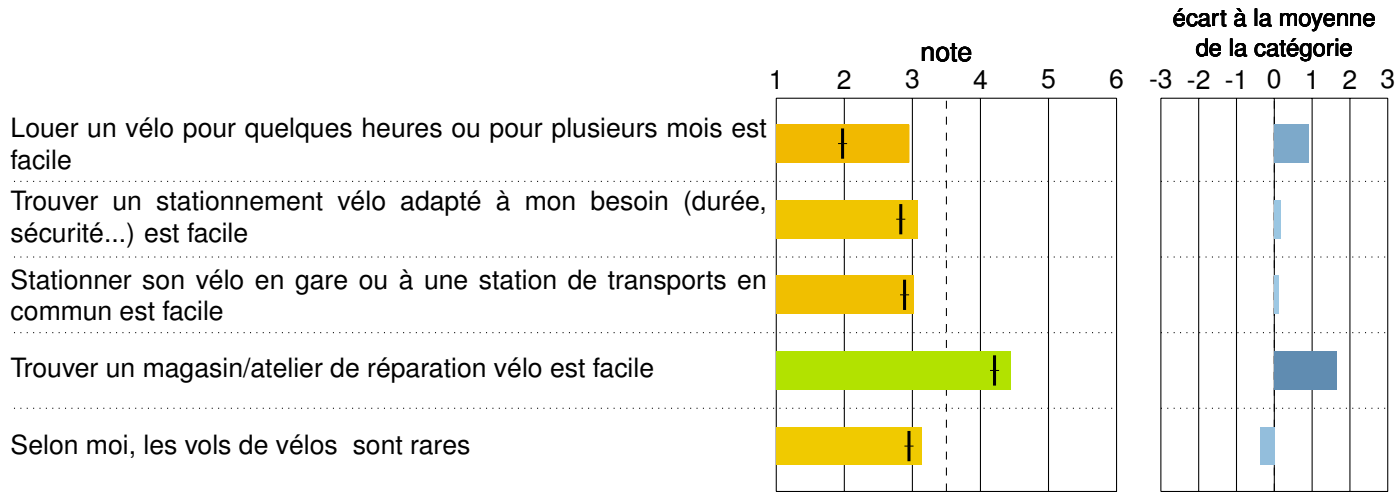 écart à la moyenne
note de la catégorie
1 2 3 4 5 6 -3 -2 -1 0 1 2 3
Louer un vélo pour quelques heures ou pour plusieurs mois est
facile
Trouver un stationnement vélo adapté à mon besoin (durée,
sécurité...) est facile
Stationner son vélo en gare ou à une station de transports en
commun est facile
Trouver un magasin/atelier de réparation vélo est facile
Selon moi, les vols de vélos sont rares